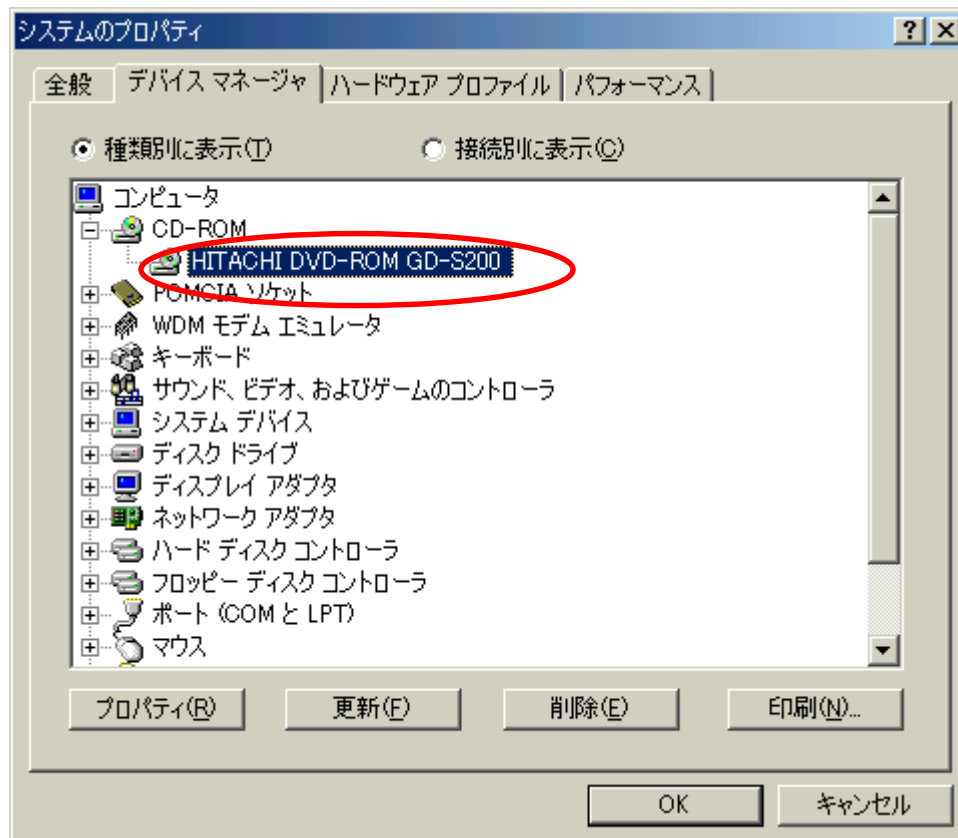 システムのプロパティ
全般 デバイス マネージャ ハードウェア プロファイル パフォーマンス
種類別に表示(T) 接続別に表示(C)
コンピュータ
CD-ROM
HITACHI DVD-ROM GD-S200
PCMCIA ソケット
WDM モデム エミュレータ
キーボード
サウンド、ビデオ、およびゲームのコントローラ
システム デバイス
ディスク ドライブ
ディスプレイ アダプタ
ネットワーク アダプタ
ハード ディスク コントローラ
フロッピー ディスク コントローラ
ポート (COM と LPT)
マウス
プロパティ(R) 更新(F) 削除(E) 印刷(N)...
OK キャンセル